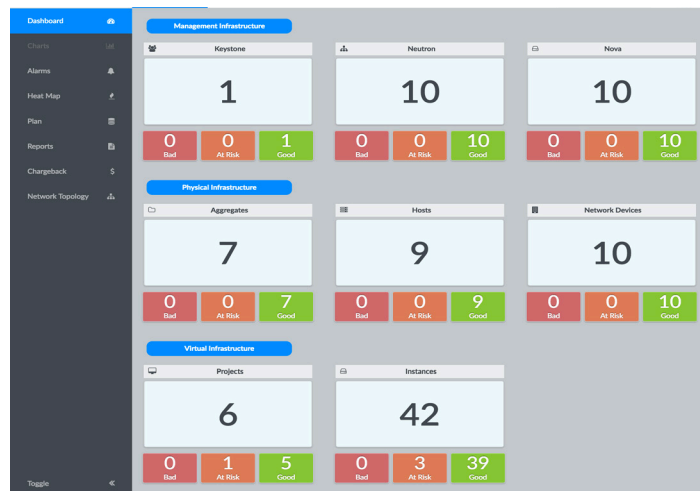 Dashboard
Charts
Alarms
Heat Map
Plan
Reports
Chargeback
Network Topology
Toggle
Management Infrastructure
Keystone
1
0 Bad
0 At Risk
1 Good
Neutron
10
0 Bad
0 At Risk
10 Good
Nova
10
0 Bad
0 At Risk
10 Good
Physical Infrastructure
Aggregates
7
0 Bad
0 At Risk
7 Good
Hosts
9
0 Bad
0 At Risk
9 Good
Network Devices
10
0 Bad
0 At Risk
10 Good
Virtual Infrastructure
Projects
6
0 Bad
1 At Risk
5 Good
Instances
42
0 Bad
3 At Risk
39 Good